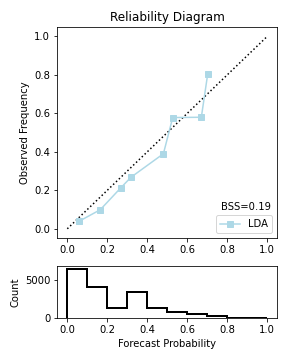 Reliability Diagram
1.0
0.8
0.6
0.4
0.2
0.0
Observed Frequency
BSS=0.19
LDA
0.0 0.2 0.4 0.6 0.8 1.0
5000
0
Count
0.0 0.2 0.4 0.6 0.8 1.0
Forecast Probability